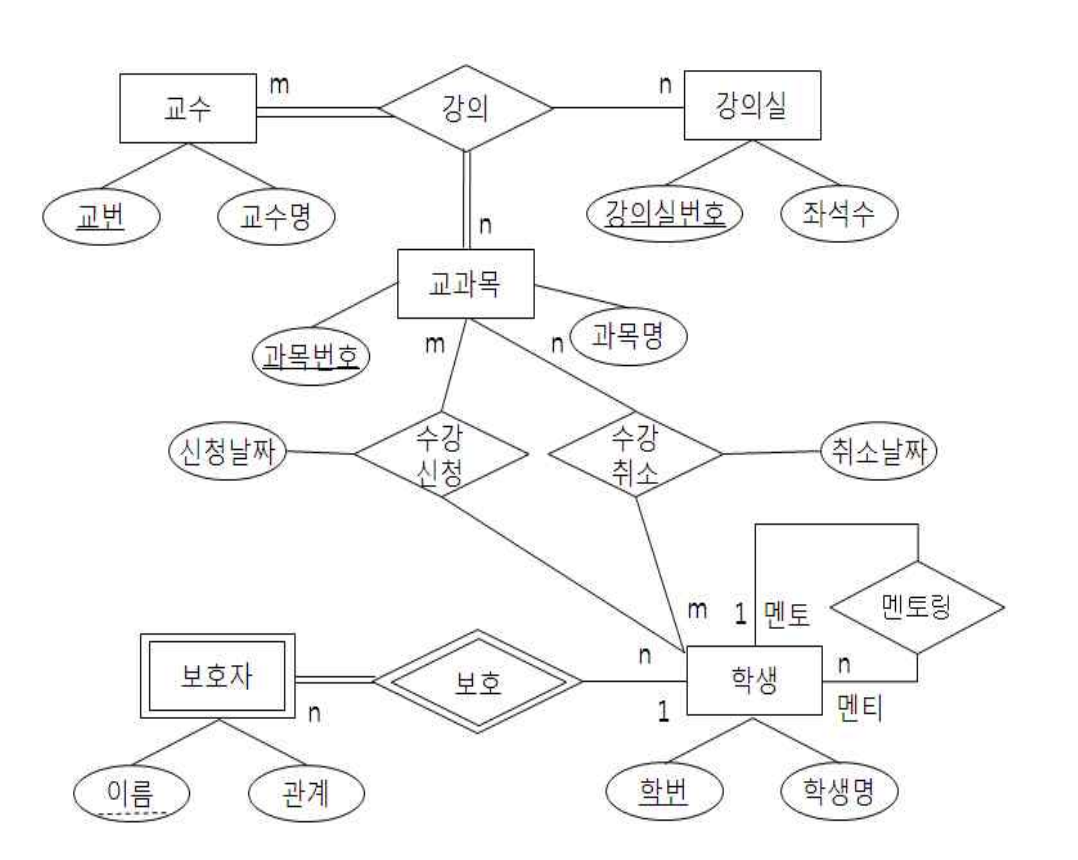 교수
m
강의
n
강의실
교번
교수명
강의실번호
좌석수
n
교과목
과목번호
m
n
과목명
신청날짜
수강
신청
수강
취소
취소날짜
m
1
멘토
멘토링
보호자
n
보호
n
1
학생
n
멘티
이름
관계
학번
학생명